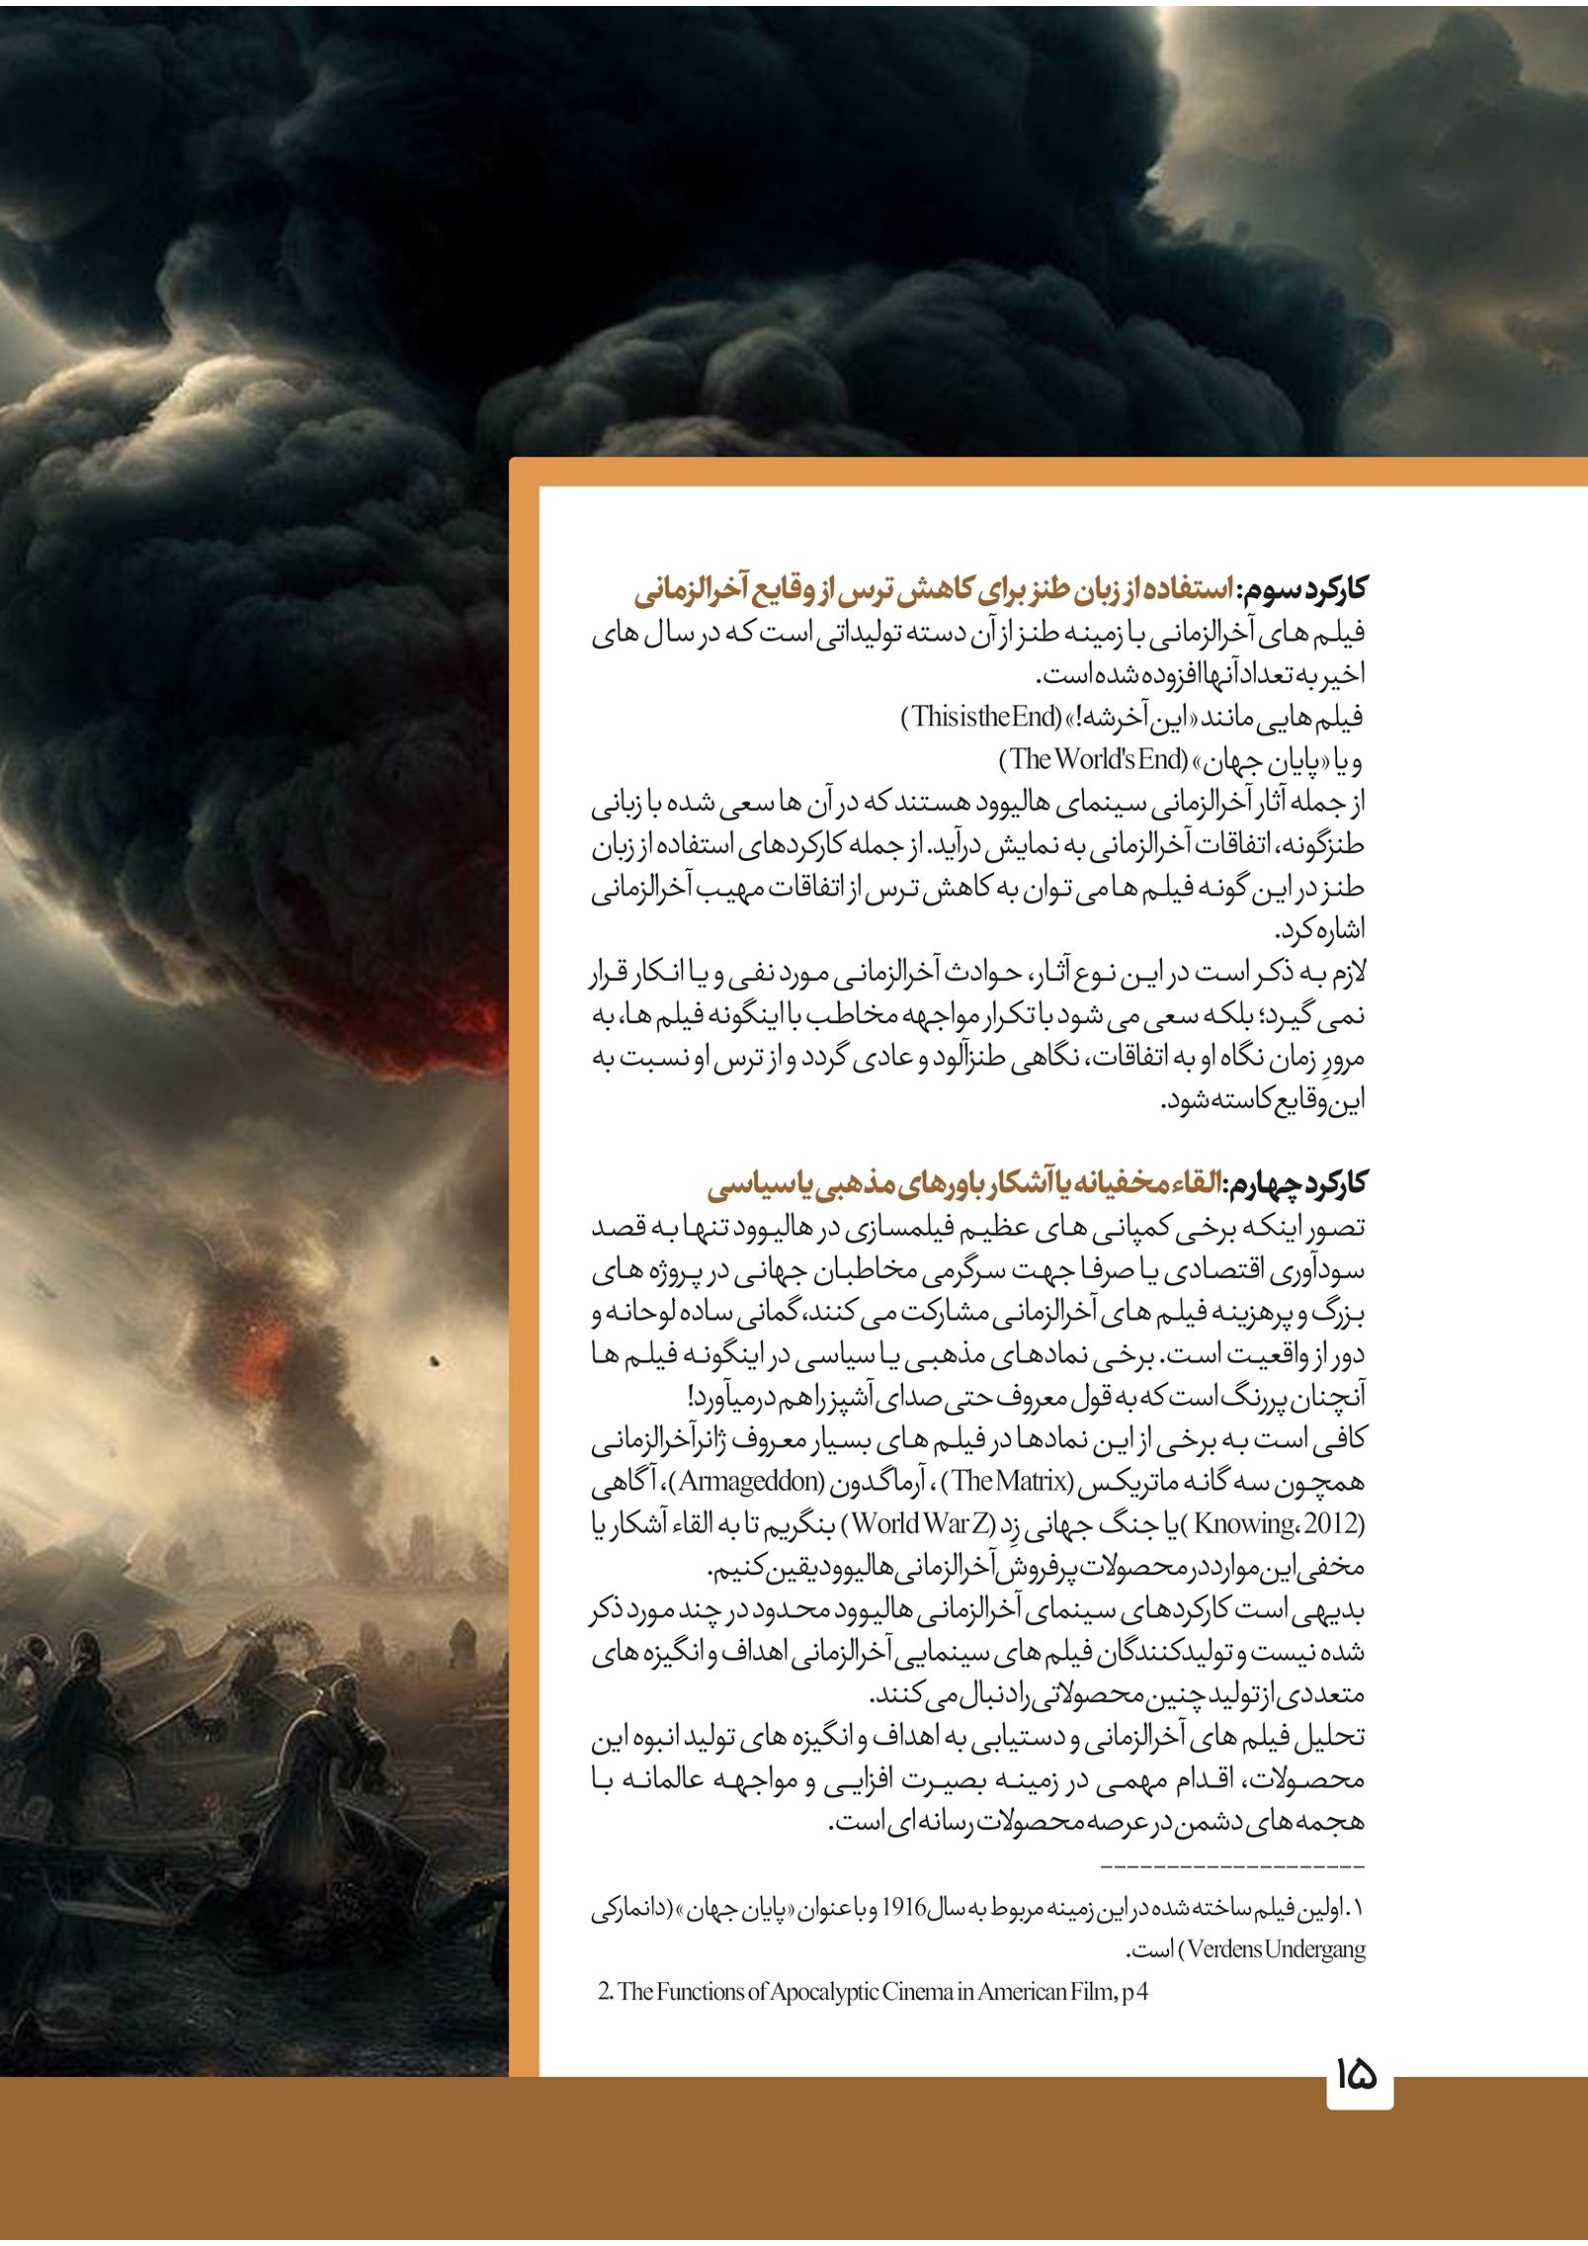 کارکرد سوم: استفاده از زبان طنز برای کاهش ترس از وقایع آخرالزمانی
فیلم های آخرالزمانی با زمینه طنز از آن دسته تولیداتی است که در سال های
اخیر به تعداد آنها افزوده شده است.
فیلم هایی مانند «این آخرشه!» (This is the End)
و یا «پایان جهان» (The World's End)
از جمله آثار آخرالزمانی سینمای هالیوود هستند که در آن ها سعی شده با زبانی
طنزگونه، اتفاقات آخرالزمانی به نمایش درآید. از جمله کارکردهای استفاده از زبان
طنز در این گونه فیلم ها می توان به کاهش ترس از اتفاقات مهیب آخرالزمانی
اشاره کرد.
لازم به ذکر است در این نوع آثار، حوادث آخرالزمانی مورد نفی و یا انکار قرار
نمی گیرد؛ بلکه سعی می شود با تکرار مواجهه مخاطب با اینگونه فیلم ها، به
مرورِ زمان نگاه او به اتفاقات، نگاهی طنزآلود و عادی گردد و از ترس او نسبت به
این وقایع کاسته شود.
کارکرد چهارم: القاء مخفیانه یا آشکار باورهای مذهبی یا سیاسی
تصور اینکه برخی کمپانی های عظیم فیلمسازی در هالیوود تنها به قصد
سودآوری اقتصادی یا صرفا جهت سرگرمی مخاطبان جهانی در پروژه های
بزرگ و پرهزینه فیلم های آخرالزمانی مشارکت می کنند، گمانی ساده لوحانه و
دور از واقعیت است. برخی نمادهای مذهبی یا سیاسی در اینگونه فیلم ها
آنچنان پررنگ است که به قول معروف حتی صدای آشپز را هم درمیآورد!
کافی است به برخی از این نمادها در فیلم های بسیار معروف ژانر آخرالزمانی
همچون سه گانه ماتریکس (The Matrix)، آرماگدون (Armageddon)، آگاهی
(Knowing، 2012) یا جنگ جهانی زِد (World War Z) بنگریم تا به القاء آشکار یا
مخفی این موارد در محصولات پرفروش آخرالزمانی هالیوود یقین کنیم.
بدیهی است کارکردهای سینمای آخرالزمانی هالیوود محدود در چند مورد ذکر
شده نیست و تولیدکنندگان فیلم های سینمایی آخرالزمانی اهداف و انگیزه های
متعددی از تولید چنین محصولاتی را دنبال می کنند.
تحلیل فیلم های آخرالزمانی و دستیابی به اهداف و انگیزه های تولید انبوه این
محصولات، اقدام مهمی در زمینه بصیرت افزایی و مواجهه عالمانه با
هجمه های دشمن در عرصه محصولات رسانه ای است.
--------------------
۱. اولین فیلم ساخته شده در این زمینه مربوط به سال 1916 و با عنوان «پایان جهان» (دانمارکی
Verdens Undergang) است.
2. The Functions of Apocalyptic Cinema in American Film, p 4
۱۵